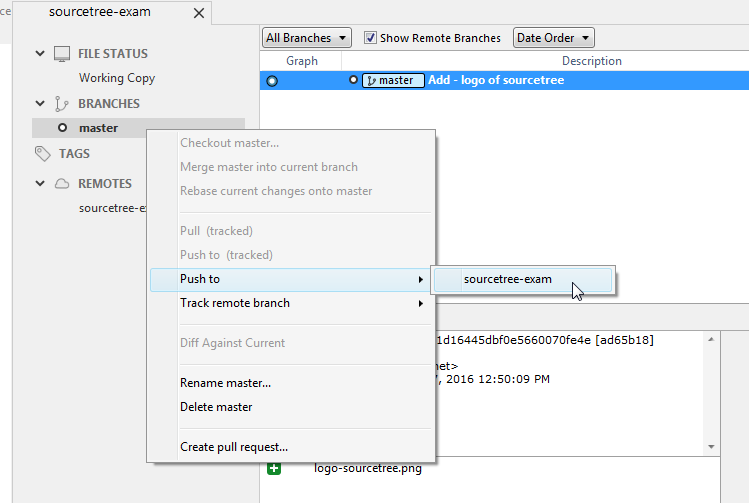 ce
sourcetree-exam
All Branches
Show Remote Branches
Date Order
FILE STATUS
Working Copy
BRANCHES
master
TAGS
REMOTES
sourcetree-ex
Graph
Description
master
Add - logo of sourcetree
Checkout master...
Merge master into current branch
Rebase current changes onto master
Pull (tracked)
Push to (tracked)
Push to
sourcetree-exam
Track remote branch
Diff Against Current
Rename master...
Delete master
Create pull request...
1d16445dbf0e5660070fe4e [ad65b18]
net>
, 2016 12:50:09 PM
logo-sourcetree.png